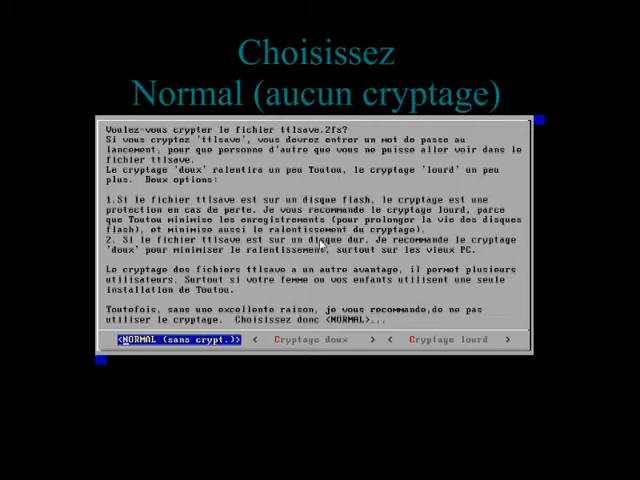 Choisissez
Normal (aucun cryptage)
Voulez-vous crypter le fichier ttlsave.2fs?
Si vous cryptez 'ttlsave', vous devrez entrer un mot de passe au
lancement, pour que personne d'autre que vous ne puisse aller voir dans le
fichier ttlsave.
Le cryptage 'doux' ralentira un peu Toutou, le cryptage 'lourd' un peu
plus.  Deux options:
1.Si le fichier ttlsave est sur un disque flash, le cryptage est une
protection en cas de perte. Je vous recommande le cryptage lourd, parce
que Toutou minimise les enregistrements (pour prolonger la vie des disques
flash), et minimise aussi le ralentissement du cryptage).
2. Si le fichier ttlsave est sur un disque dur, Je recommande le cryptage
'doux' pour minimiser le ralentissement, surtout sur les vieux PC.
Le cryptage des fichiers ttlsave a un autre avantage, il permet plusieurs
utilisateurs. Surtout si votre femme ou vos enfants utilisent une seule
installation de Toutou.
Toutefois, sans une excellente raison, je vous recommande,de ne pas
utiliser le cryptage.  Choisissez donc <NORMAL>...
<NORMAL (sans crypt.)> < Cryptage doux > < Cryptage lourd >